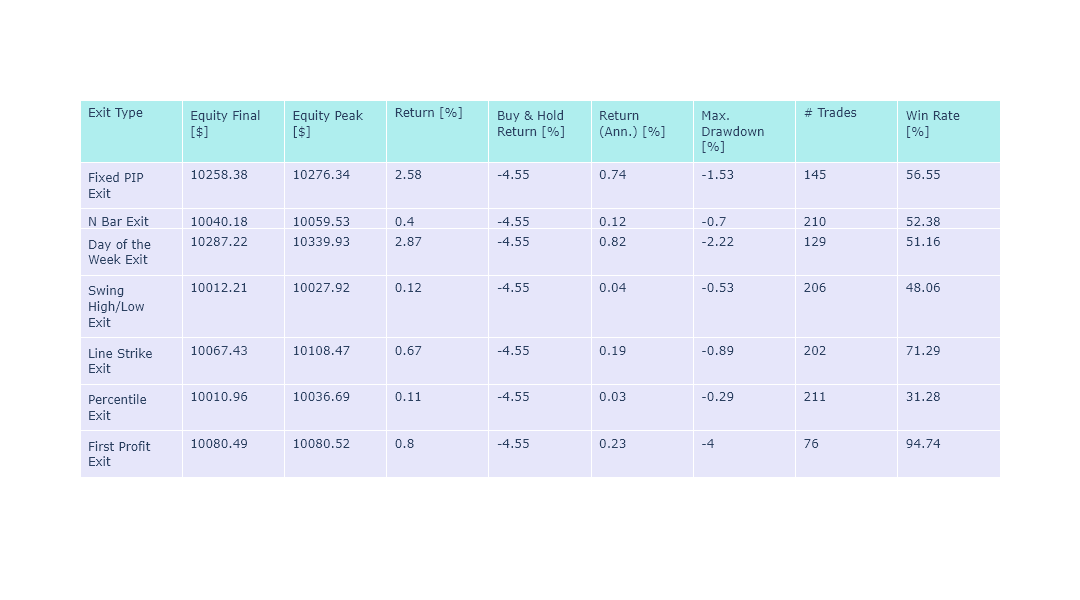 Exit Type
Equity Final
[$]
Equity Peak
[$]
Return [%]
Buy & Hold
Return [%]
Return
(Ann.) [%]
Max.
Drawdown
[%]
# Trades
Win Rate
[%]
Fixed PIP
Exit
10258.38
10276.34
2.58
-4.55
0.74
-1.53
145
56.55
N Bar Exit
10040.18
10059.53
0.4
-4.55
0.12
-0.7
210
52.38
Day of the
Week Exit
10287.22
10339.93
2.87
-4.55
0.82
-2.22
129
51.16
Swing
High/Low
Exit
10012.21
10027.92
0.12
-4.55
0.04
-0.53
206
48.06
Line Strike
Exit
10067.43
10108.47
0.67
-4.55
0.19
-0.89
202
71.29
Percentile
Exit
10010.96
10036.69
0.11
-4.55
0.03
-0.29
211
31.28
First Profit
Exit
10080.49
10080.52
0.8
-4.55
0.23
-4
76
94.74